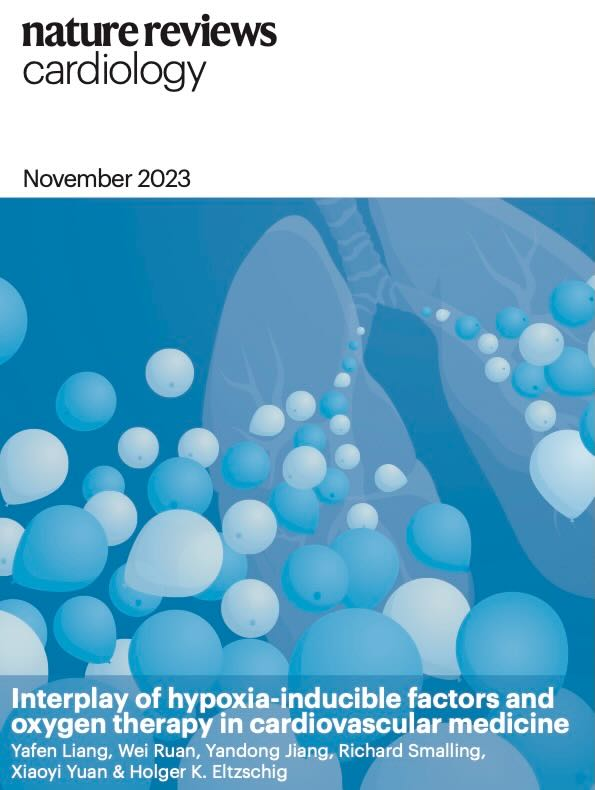 nature reviews
cardiology
November 2023
Interplay of hypoxia-inducible factors and
oxygen therapy in cardiovascular medicine
Yafen Liang, Wei Ruan, Yandong Jiang, Richard Smalling,
Xiaoyi Yuan & Holger K. Eltzschig